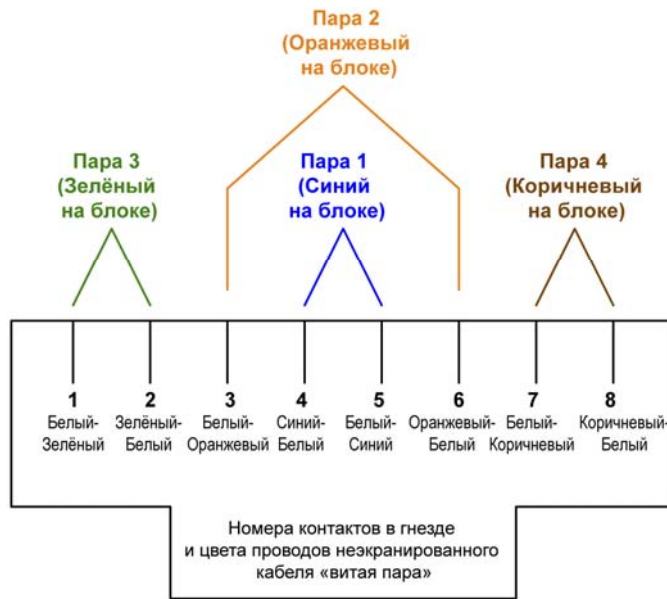 Пара 2
(Оранжевый
на блоке)
Пара 3
(Зелёный
на блоке)
Пара 1
(Синий
на блоке)
Пара 4
(Коричневый
на блоке)
1
Белый-
Зелёный
2
Зелёный-
Белый
3
Белый-
Оранжевый
4
Синий-
Белый
5
Белый-
Синий
6
Оранжевый-
Белый
7
Белый-
Коричневый
8
Коричневый-
Белый
Номера контактов в гнезде
и цвета проводов неэкранированного
кабеля «витая пара»